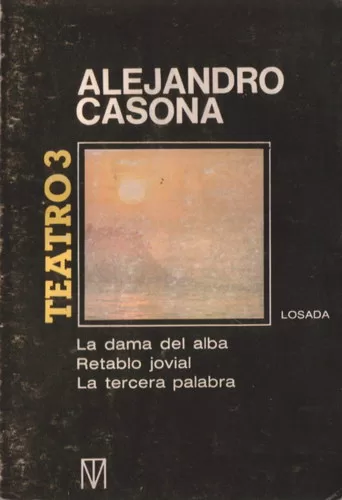 ALEJANDRO
CASONA
TEATRO 3
LOSADA
La dama del alba
Retablo jovial
La tercera palabra